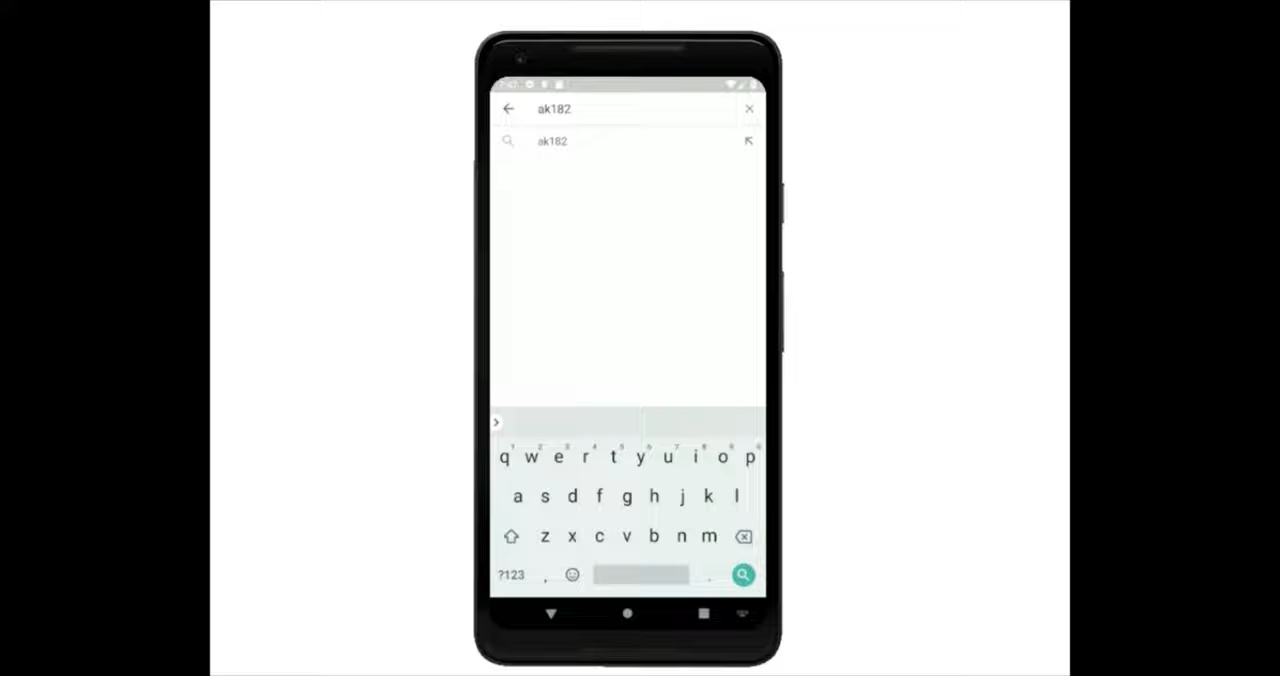 ak182
ak182
q w e r t y u i o p
a s d f g h j k l
z x c v b n m
?123 , .